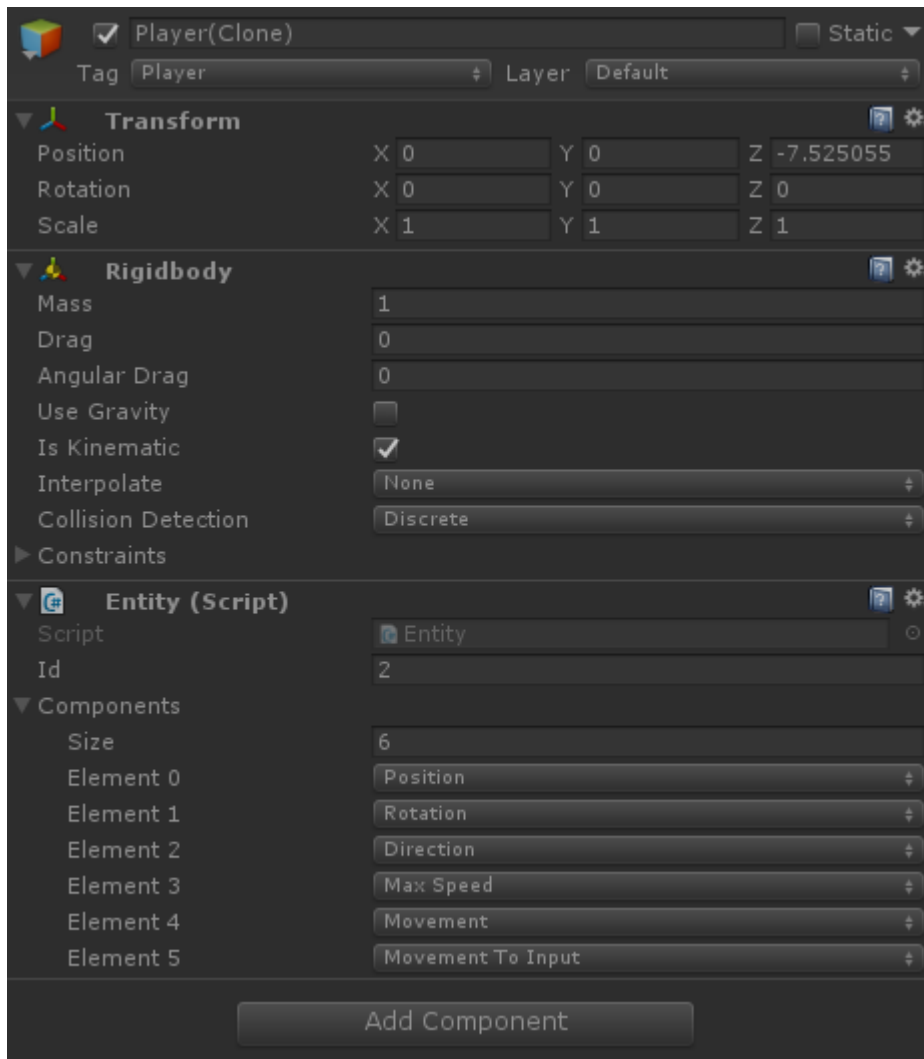 Player(Clone) Static
Tag Player Layer Default
Transform
Position X 0 Y 0 Z -7.525055
Rotation X 0 Y 0 Z 0
Scale X 1 Y 1 Z 1
Rigidbody
Mass 1
Drag 0
Angular Drag 0
Use Gravity
Is Kinematic
Interpolate None
Collision Detection Discrete
Constraints
Entity (Script)
Script Entity
Id 2
Components
Size 6
Element 0 Position
Element 1 Rotation
Element 2 Direction
Element 3 Max Speed
Element 4 Movement
Element 5 Movement To Input
Add Component